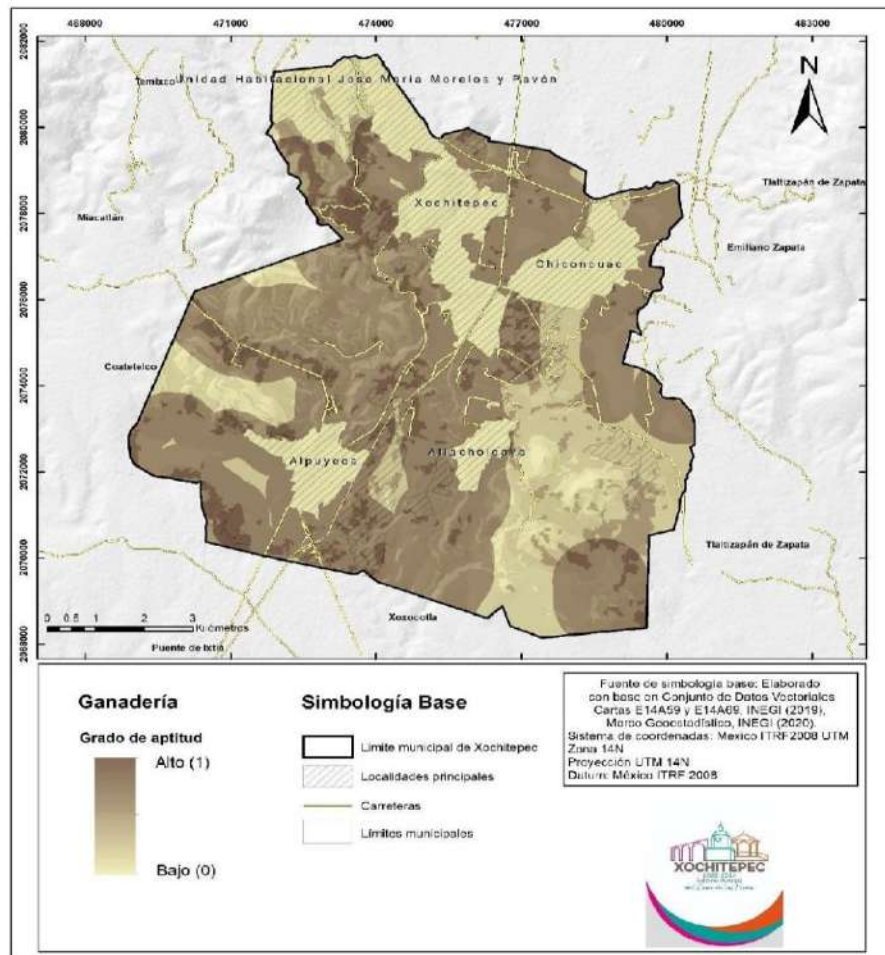 468000 471000 474000 477000 480000 483000
2082000
2080000
2078000
2076000
2074000
2072000
2070000
2068000
N
Temixco
Unidad Habitacional José María Morelos y Pavón
Tlaltizapán de Zapata
Miacatlán
Xochitepec
Emiliano Zapata
Chiconcuac
Coatetelco
Alpuyeca
Atlacholoaya
Tlaltizapán de Zapata
Xoxocotla
0 0.5 1 2 3
Kilómetros
Puente de Ixtla
Ganadería
Grado de aptitud
Alto (1)
Bajo (0)
Simbología Base
Límite municipal de Xochitepec
Localidades principales
Carreteras
Límites municipales
Fuente de simbología base: Elaborado
con base en Conjunto de Datos Vectoriales
Cartas E14A59 y E14A69, INEGI (2019),
Marco Geoestadístico, INEGI (2020).
Sistema de coordenadas: Mexico ITRF2008 UTM
Zona 14N
Proyección UTM 14N
Datum: México ITRF 2008
XOCHITEPEC